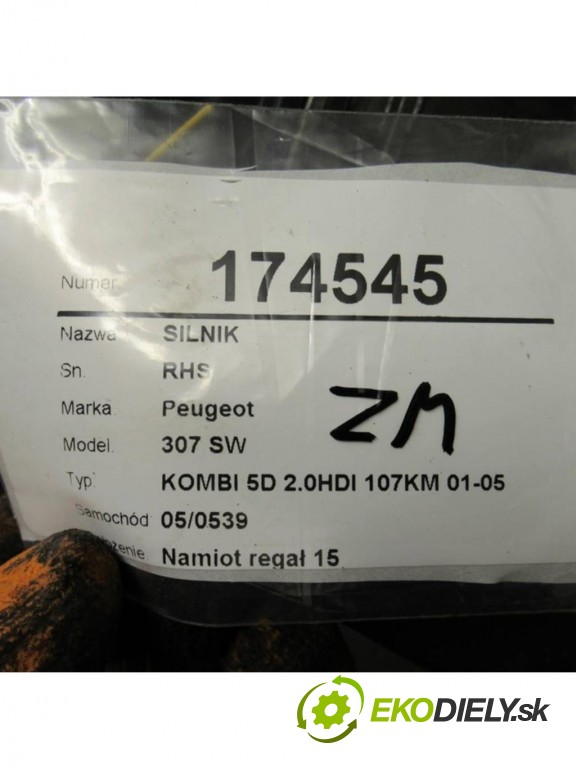 Numer 174545
Nazwa SILNIK
Sn. RHS
Marka. Peugeot
ZM
Model. 307 SW
Typ. KOMBI 5D 2.0HDI 107KM 01-05
Samochód 05/0539
Namiot regał 15
EKODIELY.sk